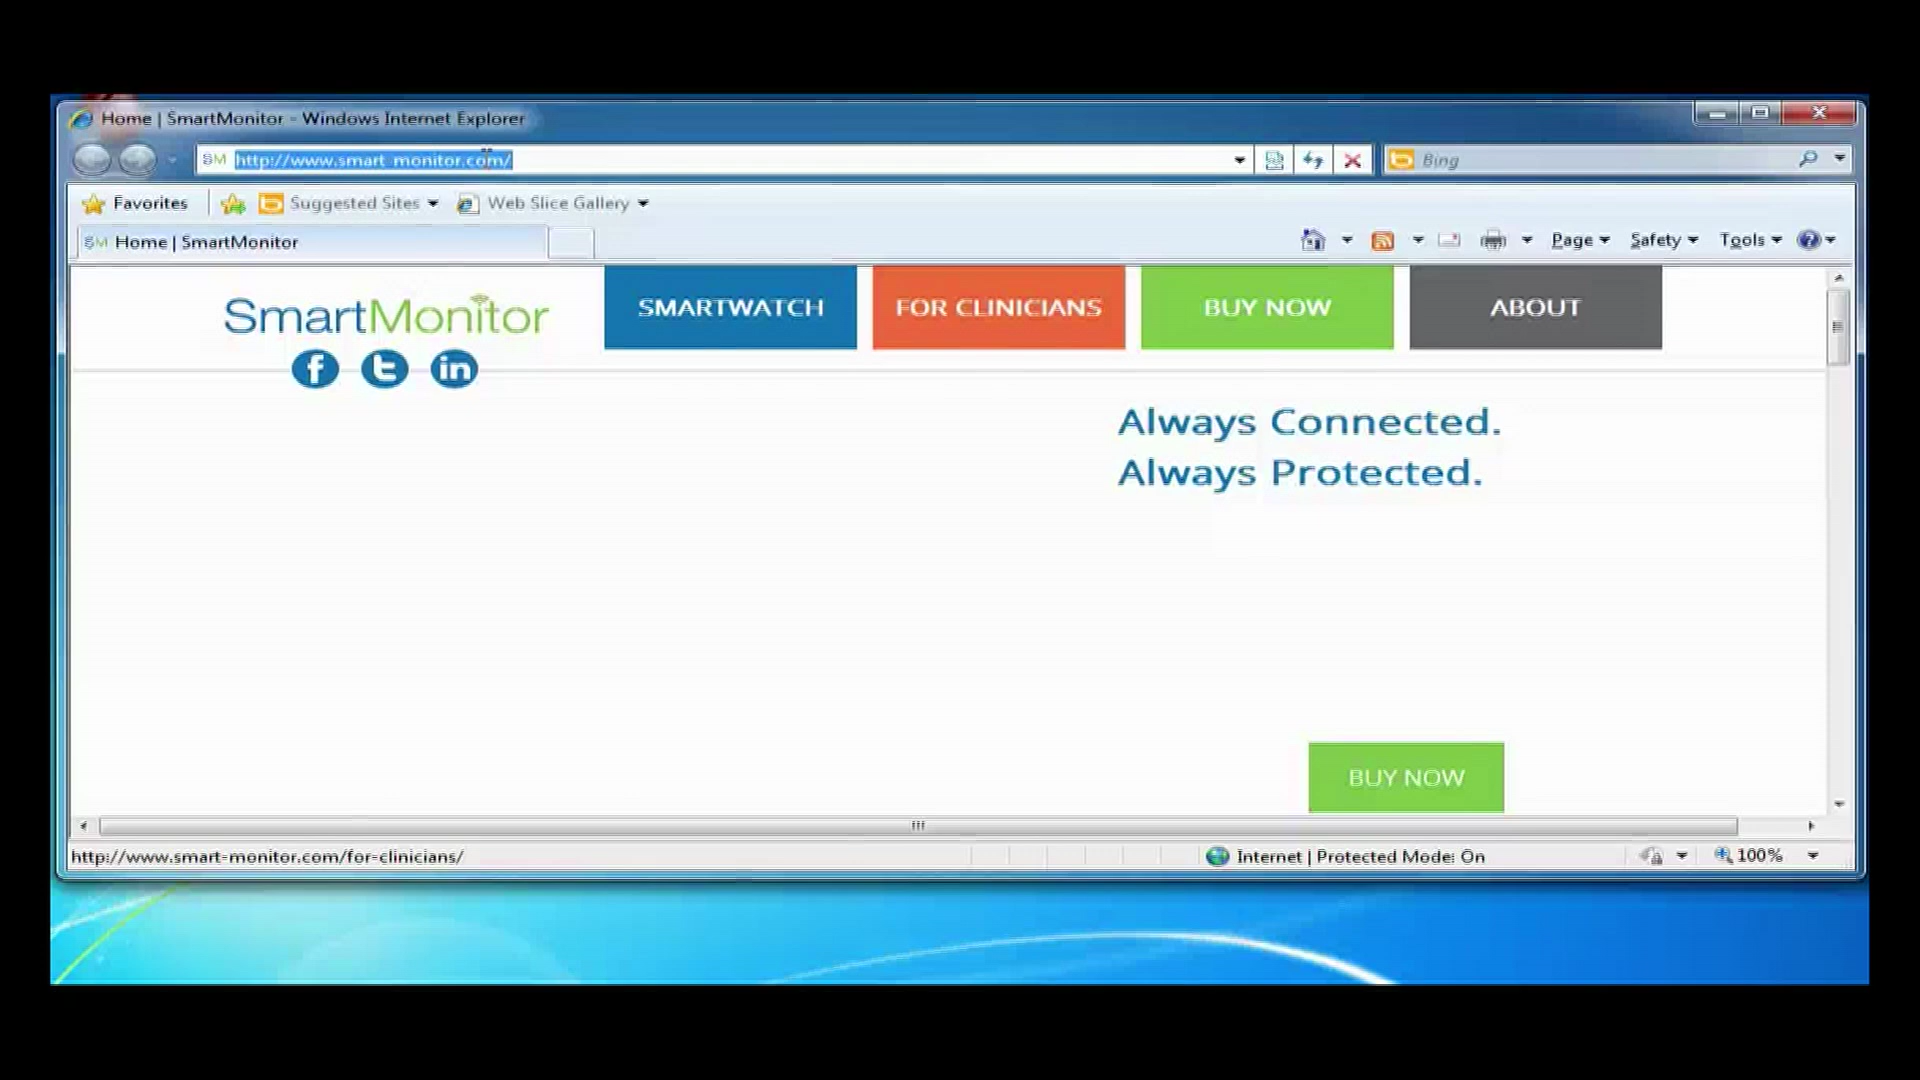 Home | SmartMonitor - Windows Internet Explorer
SM http://www.smart-monitor.com/
Bing
Favorites Suggested Sites Web Slice Gallery
SM Home | SmartMonitor
Page Safety Tools
SmartMonitor
SMARTWATCH FOR CLINICIANS BUY NOW ABOUT
Always Connected.
Always Protected.
BUY NOW
http://www.smart-monitor.com/for-clinicians/ Internet | Protected Mode: On 100%